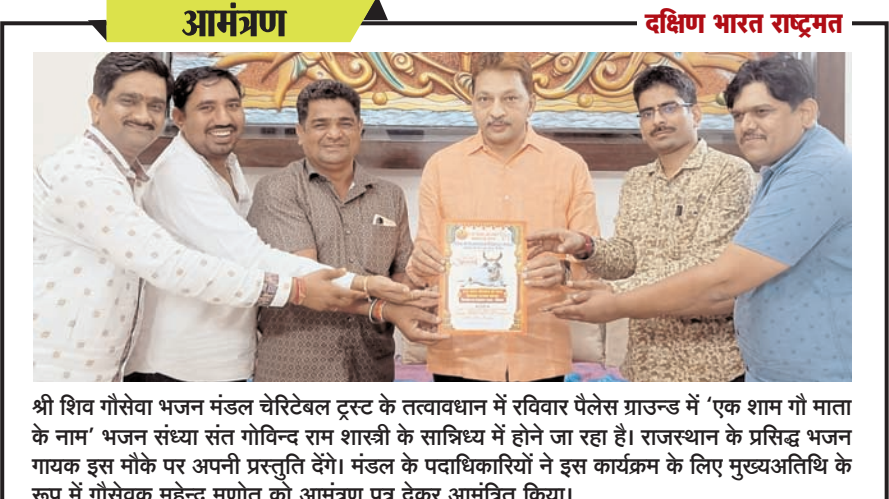 आमंत्रण
दक्षिण भारत राष्ट्रमत
श्री शिव गौसेवा भजन मंडल चेरिटेबल ट्रस्ट के तत्वावधान में रविवार पैलेस ग्राउन्ड में ‘एक शाम गौ माता
के नाम’ भजन संध्या संत गोविन्द राम शास्त्री के सान्निध्य में होने जा रहा है। राजस्थान के प्रसिद्ध भजन
गायक इस मौके पर अपनी प्रस्तुति देंगे। मंडल के पदाधिकारियों ने इस कार्यक्रम के लिए मुख्यअतिथि के
रूप में गौसेवक महेन्द्र मुणोत को आमंत्रण पत्र देकर आमंत्रित किया।